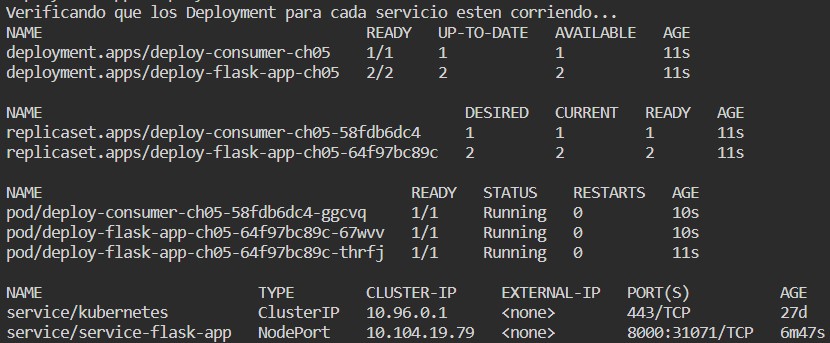 Verificando que los Deployment para cada servicio esten corriendo...
NAME READY UP-TO-DATE AVAILABLE AGE
deployment.apps/deploy-consumer-ch05 1/1 1 1 11s
deployment.apps/deploy-flask-app-ch05 2/2 2 2 11s
NAME DESIRED CURRENT READY AGE
replicaset.apps/deploy-consumer-ch05-58fdb6dc4 1 1 1 11s
replicaset.apps/deploy-flask-app-ch05-64f97bc89c 2 2 2 11s
NAME READY STATUS RESTARTS AGE
pod/deploy-consumer-ch05-58fdb6dc4-ggcvq 1/1 Running 0 10s
pod/deploy-flask-app-ch05-64f97bc89c-67wvv 1/1 Running 0 10s
pod/deploy-flask-app-ch05-64f97bc89c-thrfj 1/1 Running 0 11s
NAME TYPE CLUSTER-IP EXTERNAL-IP PORT(S) AGE
service/kubernetes ClusterIP 10.96.0.1 <none> 443/TCP 27d
service/service-flask-app NodePort 10.104.19.79 <none> 8000:31071/TCP 6m47s